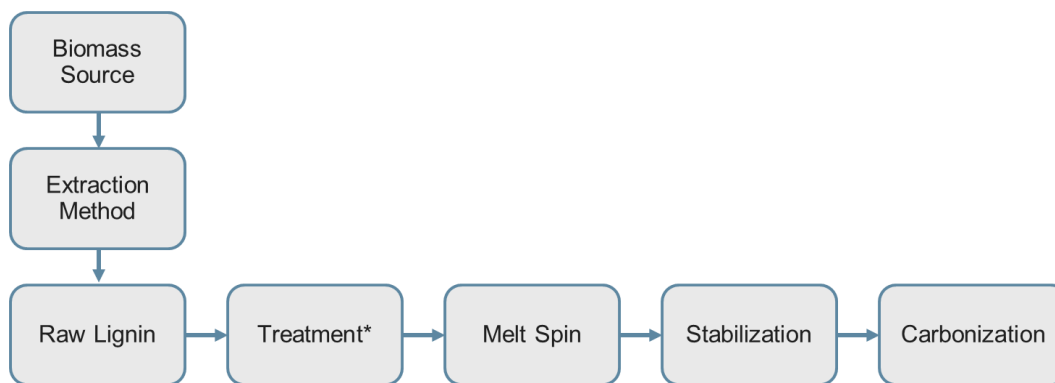 Biomass
Source
Extraction
Method
Raw Lignin
Treatment*
Melt Spin
Stabilization
Carbonization